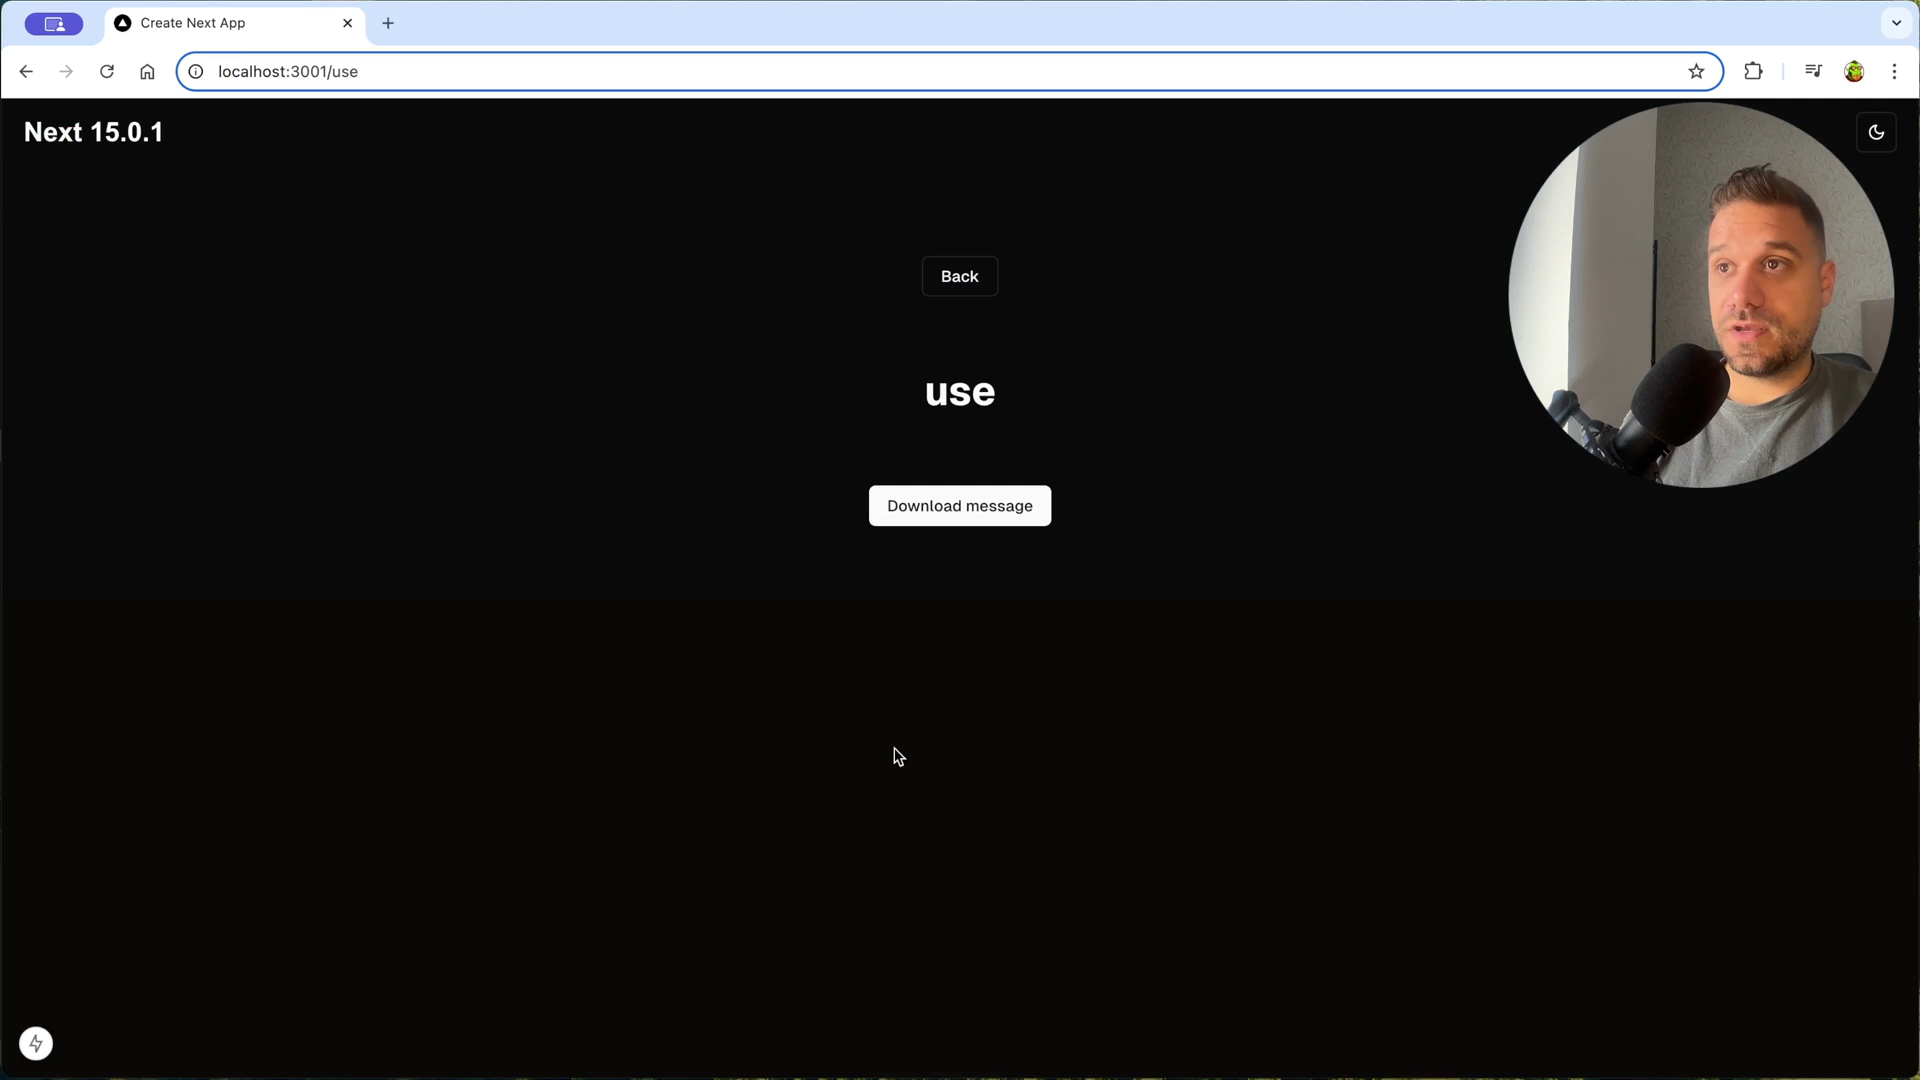 Create Next App
localhost:3001/use
Next 15.0.1
Back
use
Download message